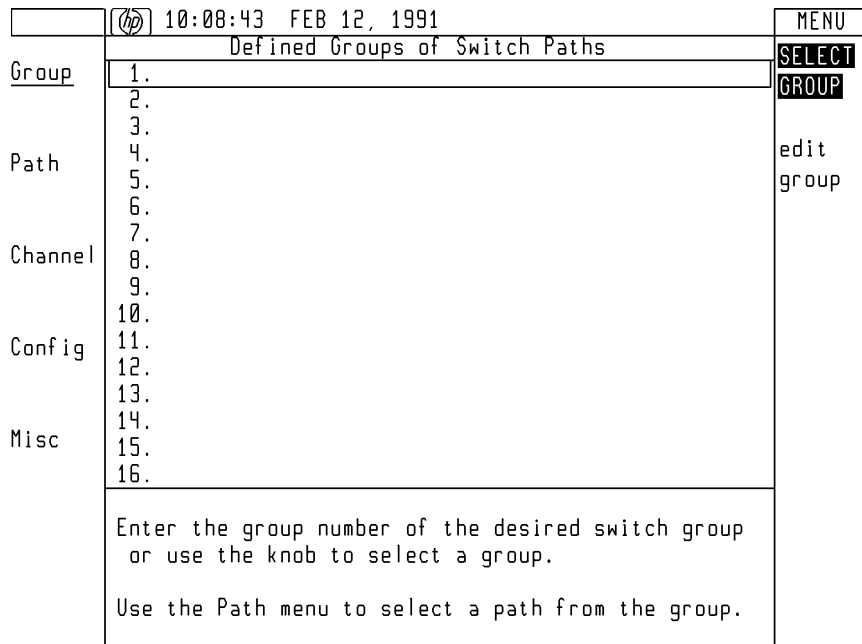 hp 10:08:43 FEB 12, 1991
MENU
Defined Groups of Switch Paths
SELECT
GROUP
edit
group
Group
Path
Channel
Config
Misc
1.
2.
3.
4.
5.
6.
7.
8.
9.
10.
11.
12.
13.
14.
15.
16.
Enter the group number of the desired switch group
or use the knob to select a group.
Use the Path menu to select a path from the group.